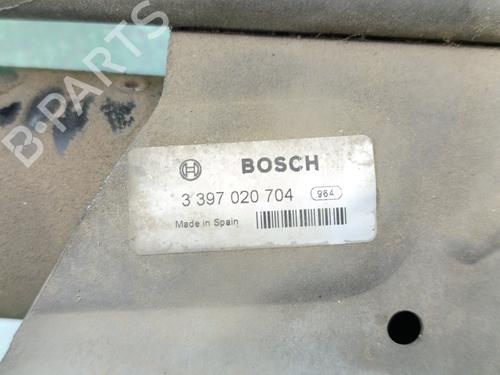 B-PARTS
BOSCH
3 397 020 704 964
Made in Spain